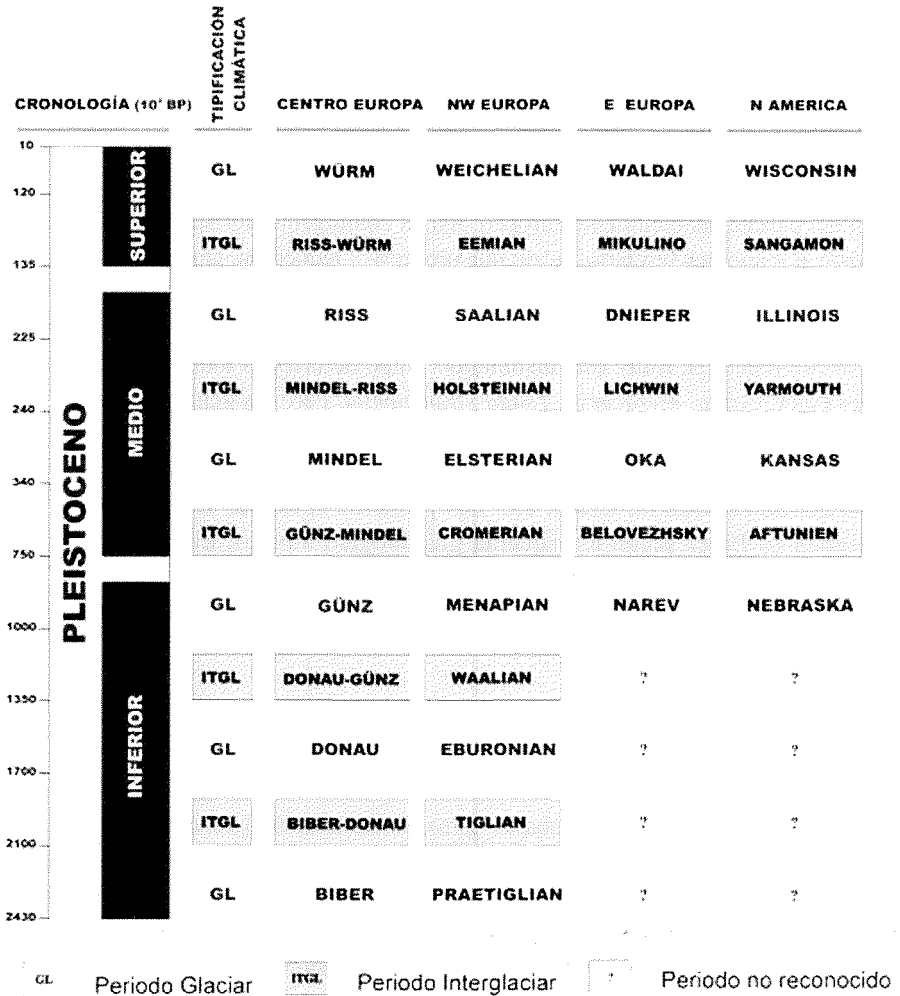 TIPIFICACIÓN
CLIMÁTICA
CRONOLOGÍA (10³ BP) CENTRO EUROPA NW EUROPA E EUROPA N AMERICA
10
GL WÜRM WEICHELIAN WALDAI WISCONSIN
120
SUPERIOR
ITGL RISS-WÜRM EEMIAN MIKULINO SANGAMON
135
GL RISS SAALIAN DNIEPER ILLINOIS
225
ITGL MINDEL-RISS HOLSTEINIAN LICHWIN YARMOUTH
240
MEDIO
GL MINDEL ELSTERIAN OKA KANSAS
340
PLEISTOCENO
ITGL GÜNZ-MINDEL CROMERIAN BELOVEZHSKY AFTUNIEN
750
GL GÜNZ MENAPIAN NAREV NEBRASKA
1000
ITGL DONAU-GÜNZ WAALIAN ? ?
1350
INFERIOR
GL DONAU EBURONIAN ? ?
1700
ITGL BIBER-DONAU TIGLIAN ? ?
2100
GL BIBER PRAETIGLIAN ? ?
2430
GL Periodo Glaciar ITGL Periodo Interglaciar ? Periodo no reconocido